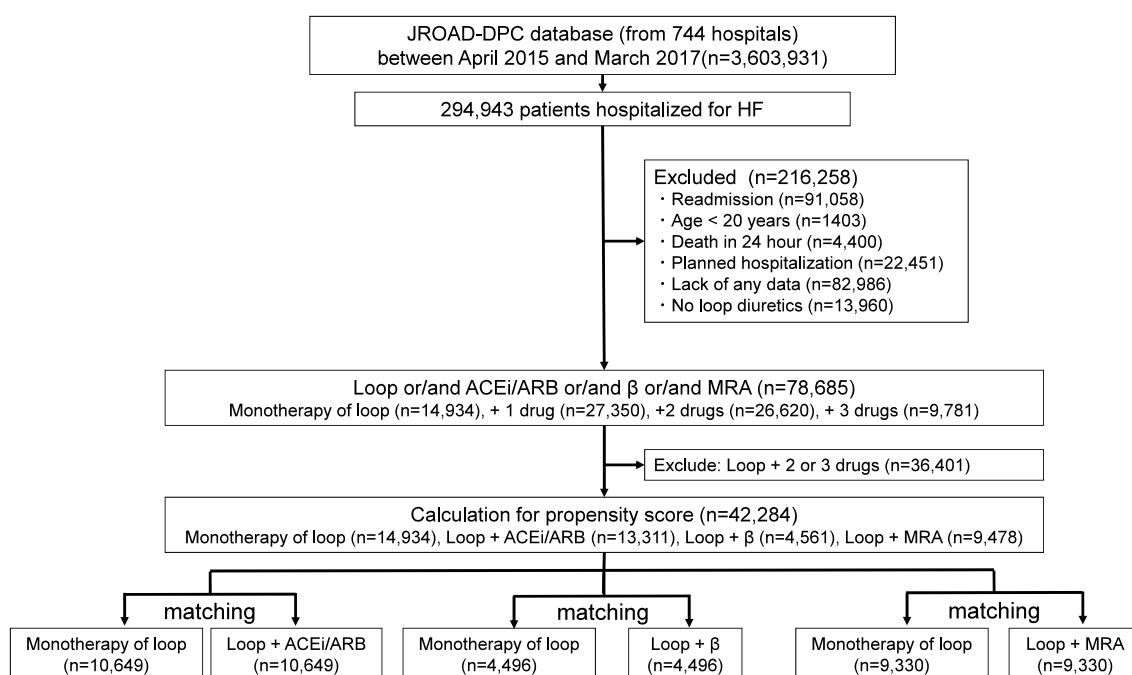 JROAD-DPC database (from 744 hospitals)
between April 2015 and March 2017(n=3,603,931)
294,943 patients hospitalized for HF
Excluded (n=216,258)
・Readmission (n=91,058)
・Age < 20 years (n=1403)
・Death in 24 hour (n=4,400)
・Planned hospitalization (n=22,451)
・Lack of any data (n=82,986)
・No loop diuretics (n=13,960)
Loop or/and ACEi/ARB or/and β or/and MRA (n=78,685)
Monotherapy of loop (n=14,934), + 1 drug (n=27,350), +2 drugs (n=26,620), + 3 drugs (n=9,781)
Exclude: Loop + 2 or 3 drugs (n=36,401)
Calculation for propensity score (n=42,284)
Monotherapy of loop (n=14,934), Loop + ACEi/ARB (n=13,311), Loop + β (n=4,561), Loop + MRA (n=9,478)
matching
Monotherapy of loop
(n=10,649)
Loop + ACEi/ARB
(n=10,649)
matching
Monotherapy of loop
(n=4,496)
Loop + β
(n=4,496)
matching
Monotherapy of loop
(n=9,330)
Loop + MRA
(n=9,330)